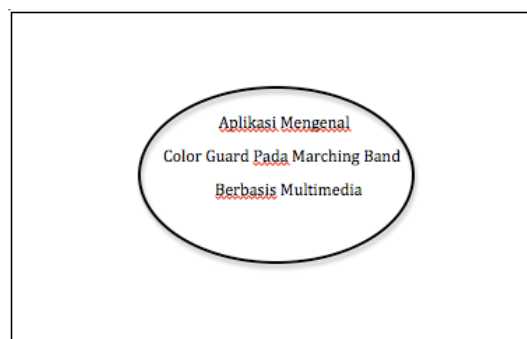 Aplikasi Mengenal
Color Guard Pada Marching Band
Berbasis Multimedia